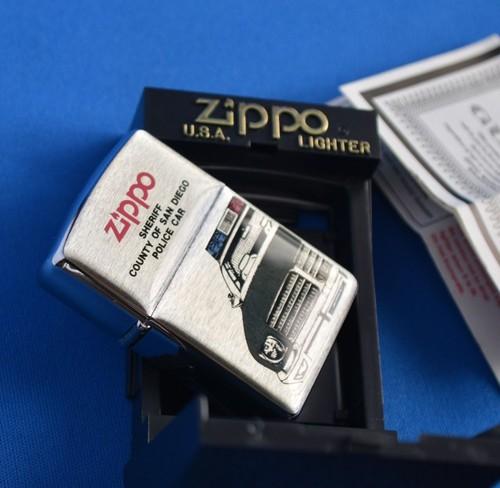 Zippo
U.S.A. LIGHTER
Zippo
SHERIFF
COUNTY OF SAN DIEGO
POLICE CAR